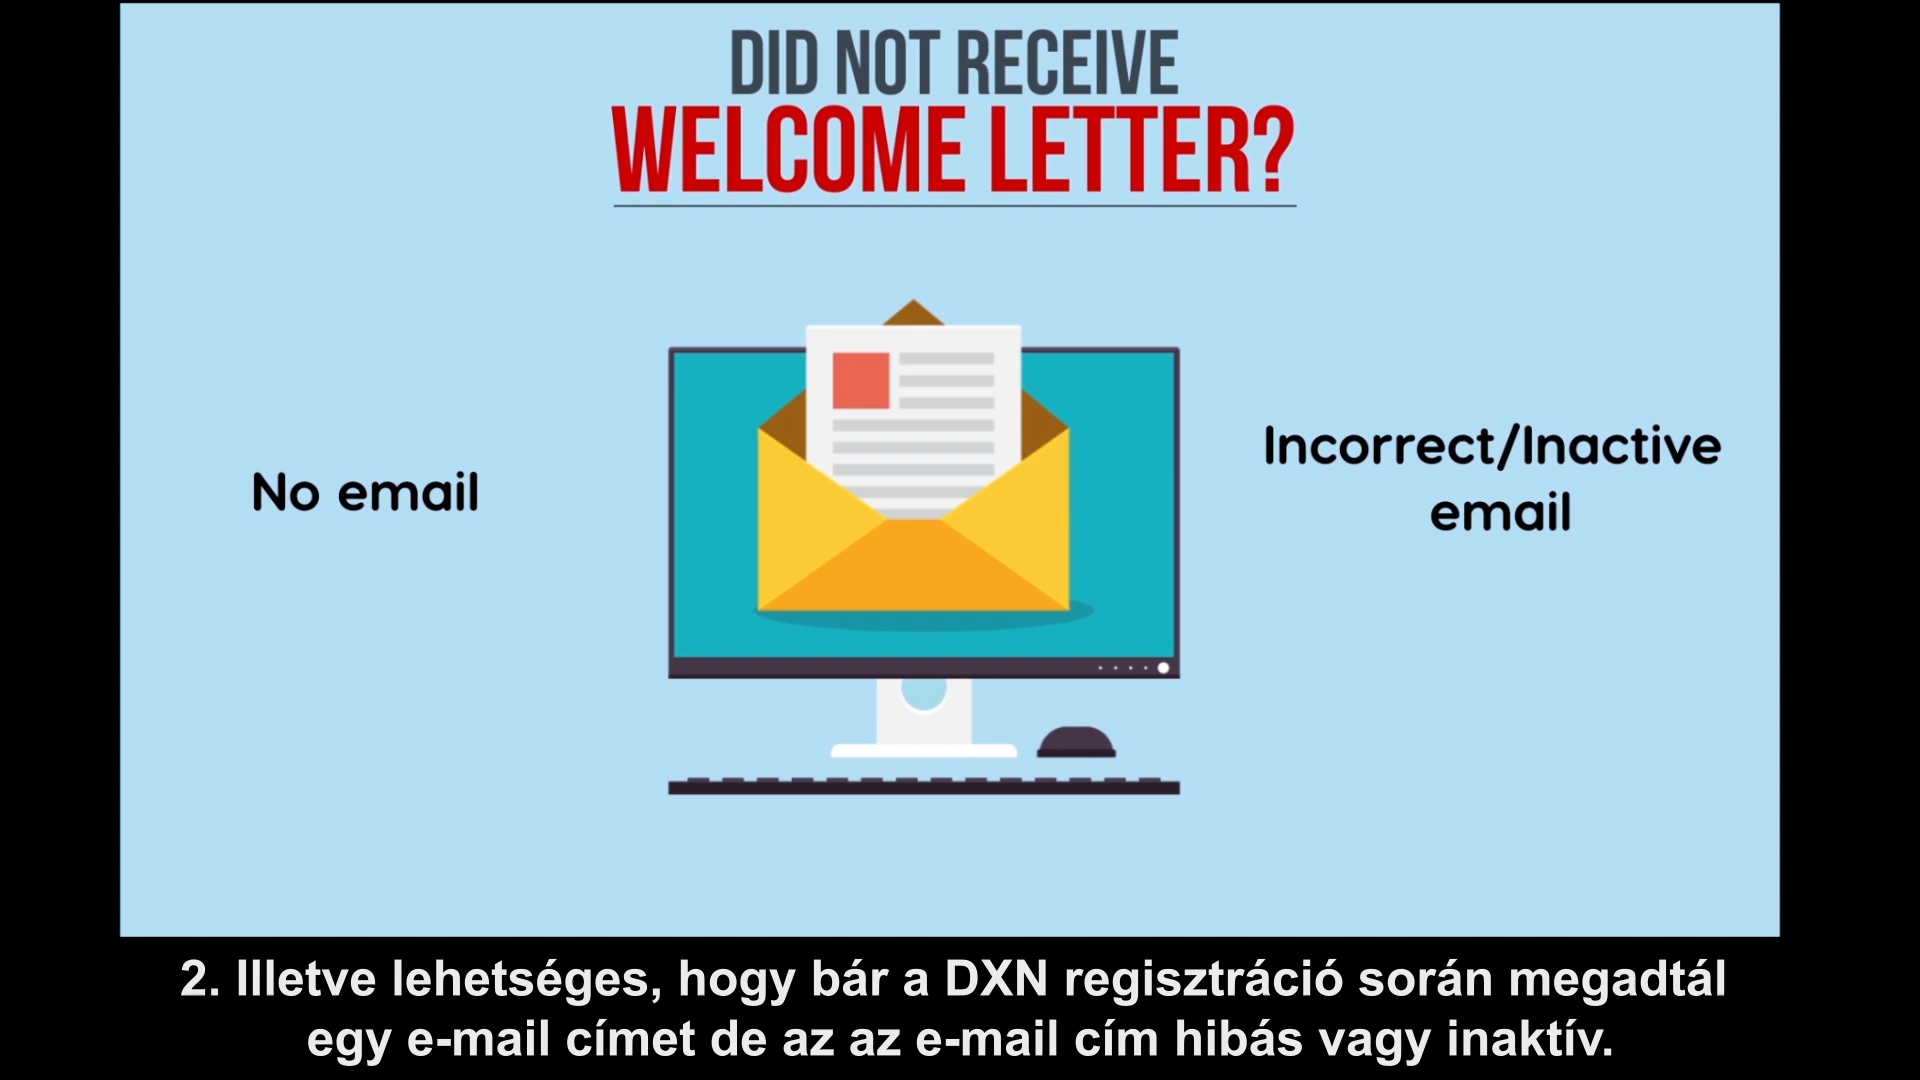 DID NOT RECEIVE
WELCOME LETTER?
No email
Incorrect/Inactive
email
2. Illetve lehetséges, hogy bár a DXN regisztráció során megadtál
egy e-mail címet de az az e-mail cím hibás vagy inaktív.